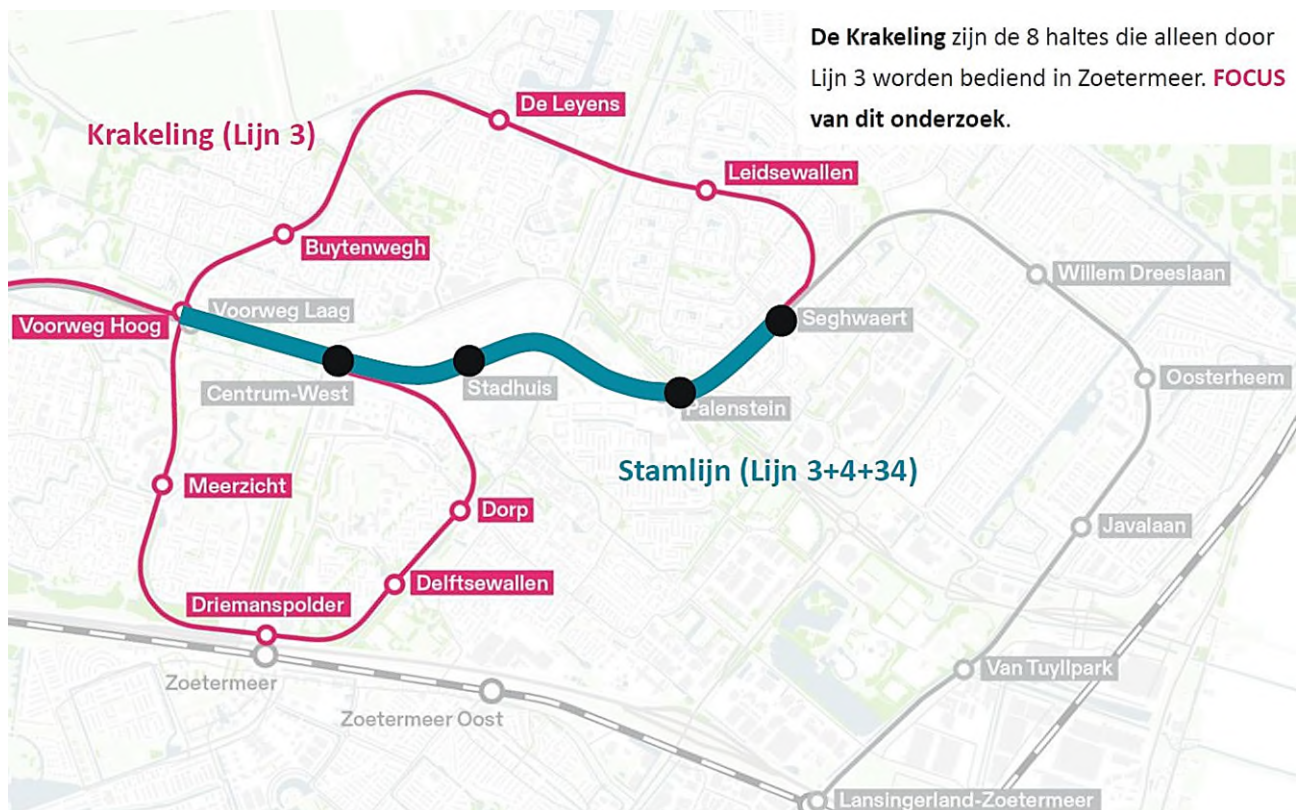 De Krakeling zijn de 8 haltes die alleen door
Lijn 3 worden bediend in Zoetermeer. FOCUS
van dit onderzoek.
De Leyens
Krakeling (Lijn 3)
Leidsewallen
Buytenwegh
Willem Dreeslaan
Voorweg Laag
Voorweg Hoog
Seghwaert
Centrum-West
Stadhuis
Palenstein
Oosterheem
Stamlijn (Lijn 3+4+34)
Meerzicht
Dorp
Javalaan
Delftsewallen
Driemanspolder
Van Tuyllpark
Zoetermeer
Zoetermeer Oost
Lansingerland-Zoetermeer